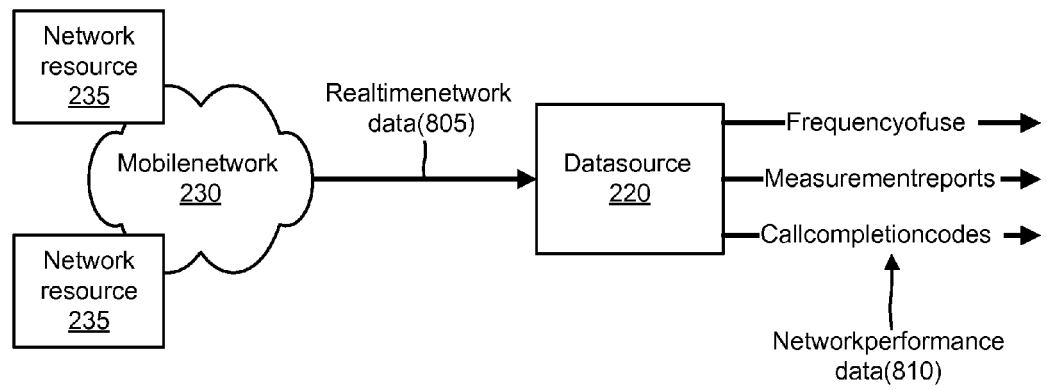 Network
resource
235
Mobilenetwork
230
Network
resource
235
Realtimenetwork
data(805)
Datasource
220
Frequencyofuse
Measurementreports
Callcompletioncodes
Networkperformance
data(810)